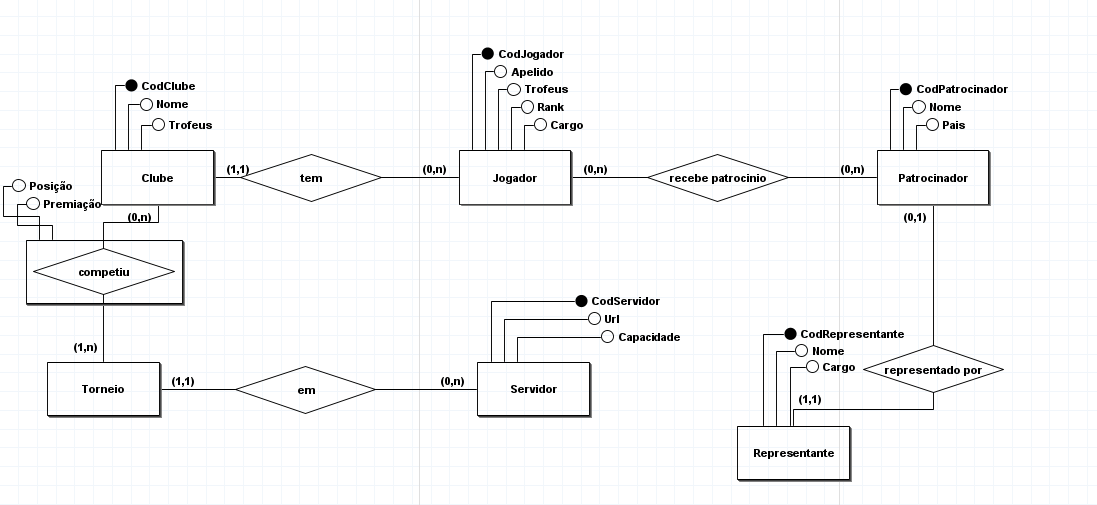 CodJogador
Apelido
Trofeus
Rank
Cargo
CodClube
Nome
Trofeus
CodPatrocinador
Nome
Pais
Clube
(1,1)
tem
(0,n)
Jogador
(0,n)
recebe patrocinio
(0,n)
Patrocinador
Posição
Premiação
(0,n)
(0,1)
competiu
CodServidor
Url
Capacidade
(1,n)
CodRepresentante
Nome
Cargo
representado por
Torneio
(1,1)
em
(0,n)
Servidor
(1,1)
Representante